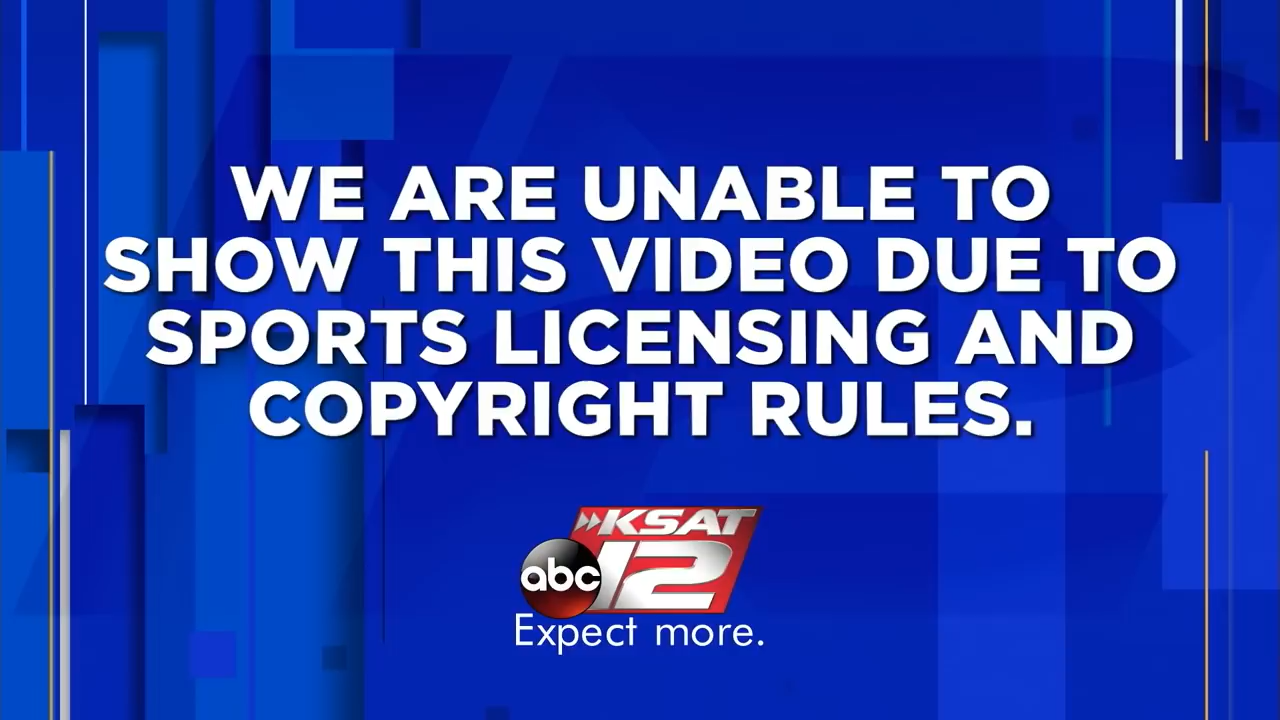 WE ARE UNABLE TO
SHOW THIS VIDEO DUE TO
SPORTS LICENSING AND
COPYRIGHT RULES.
KSAT
abc 12
Expect more.